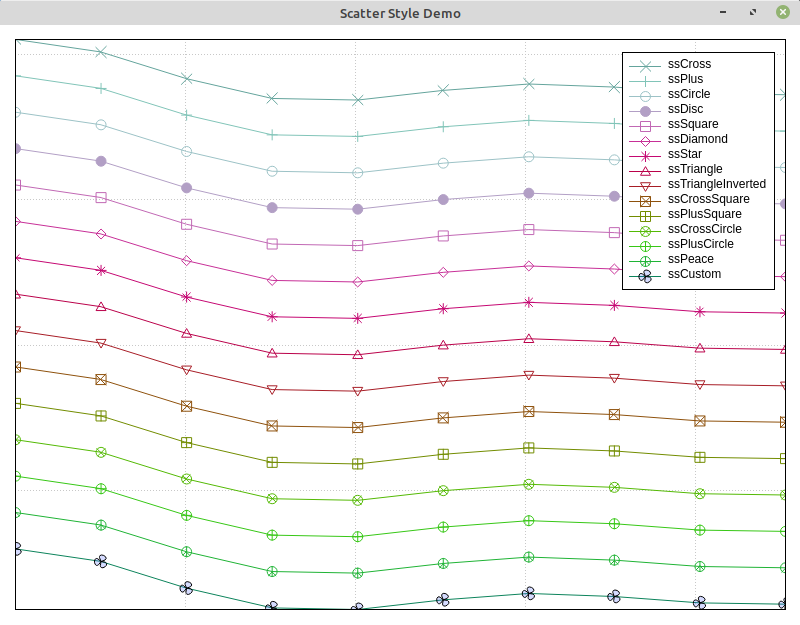 Scatter Style Demo
ssCross
ssPlus
ssCircle
ssDisc
ssSquare
ssDiamond
ssStar
ssTriangle
ssTriangleInverted
ssCrossSquare
ssPlusSquare
ssCrossCircle
ssPlusCircle
ssPeace
ssCustom